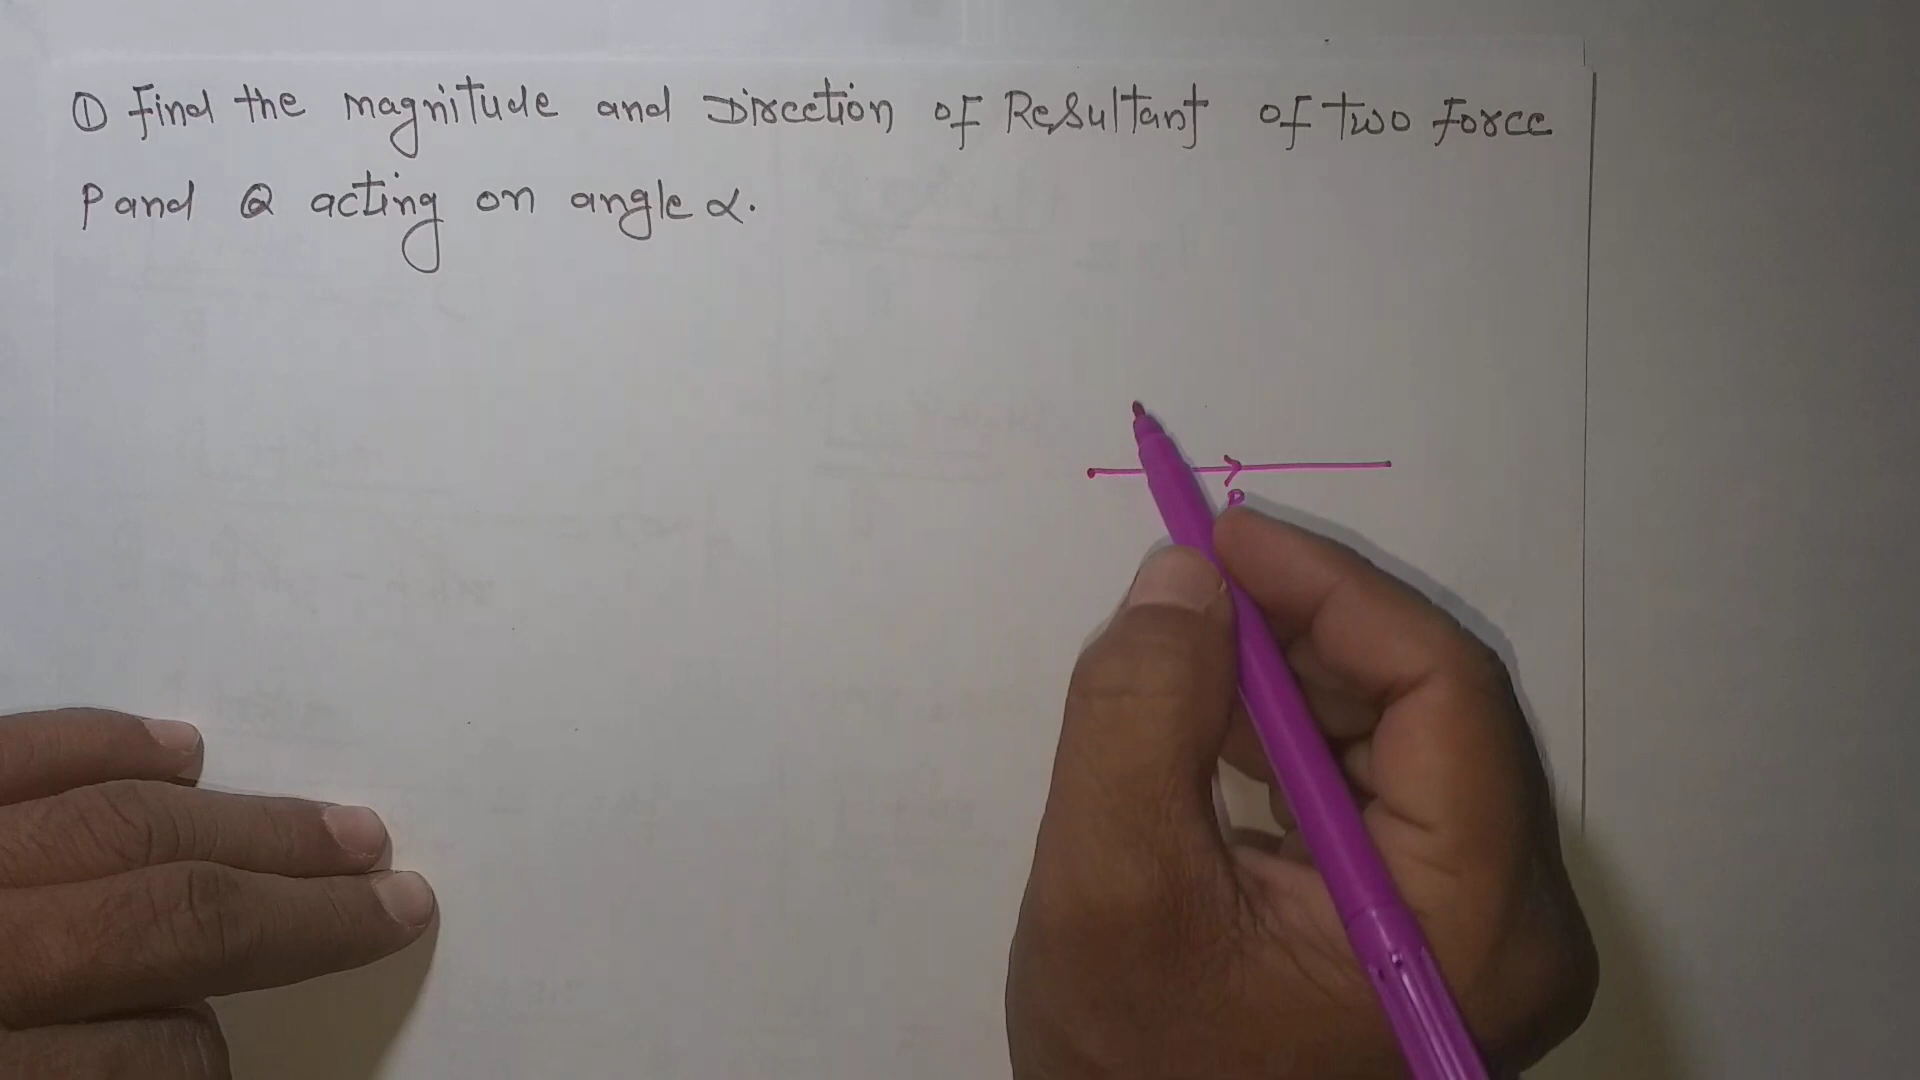 ① Find the magnitude and Direction of Resultant of two Force
P and Q acting on angle α.
P